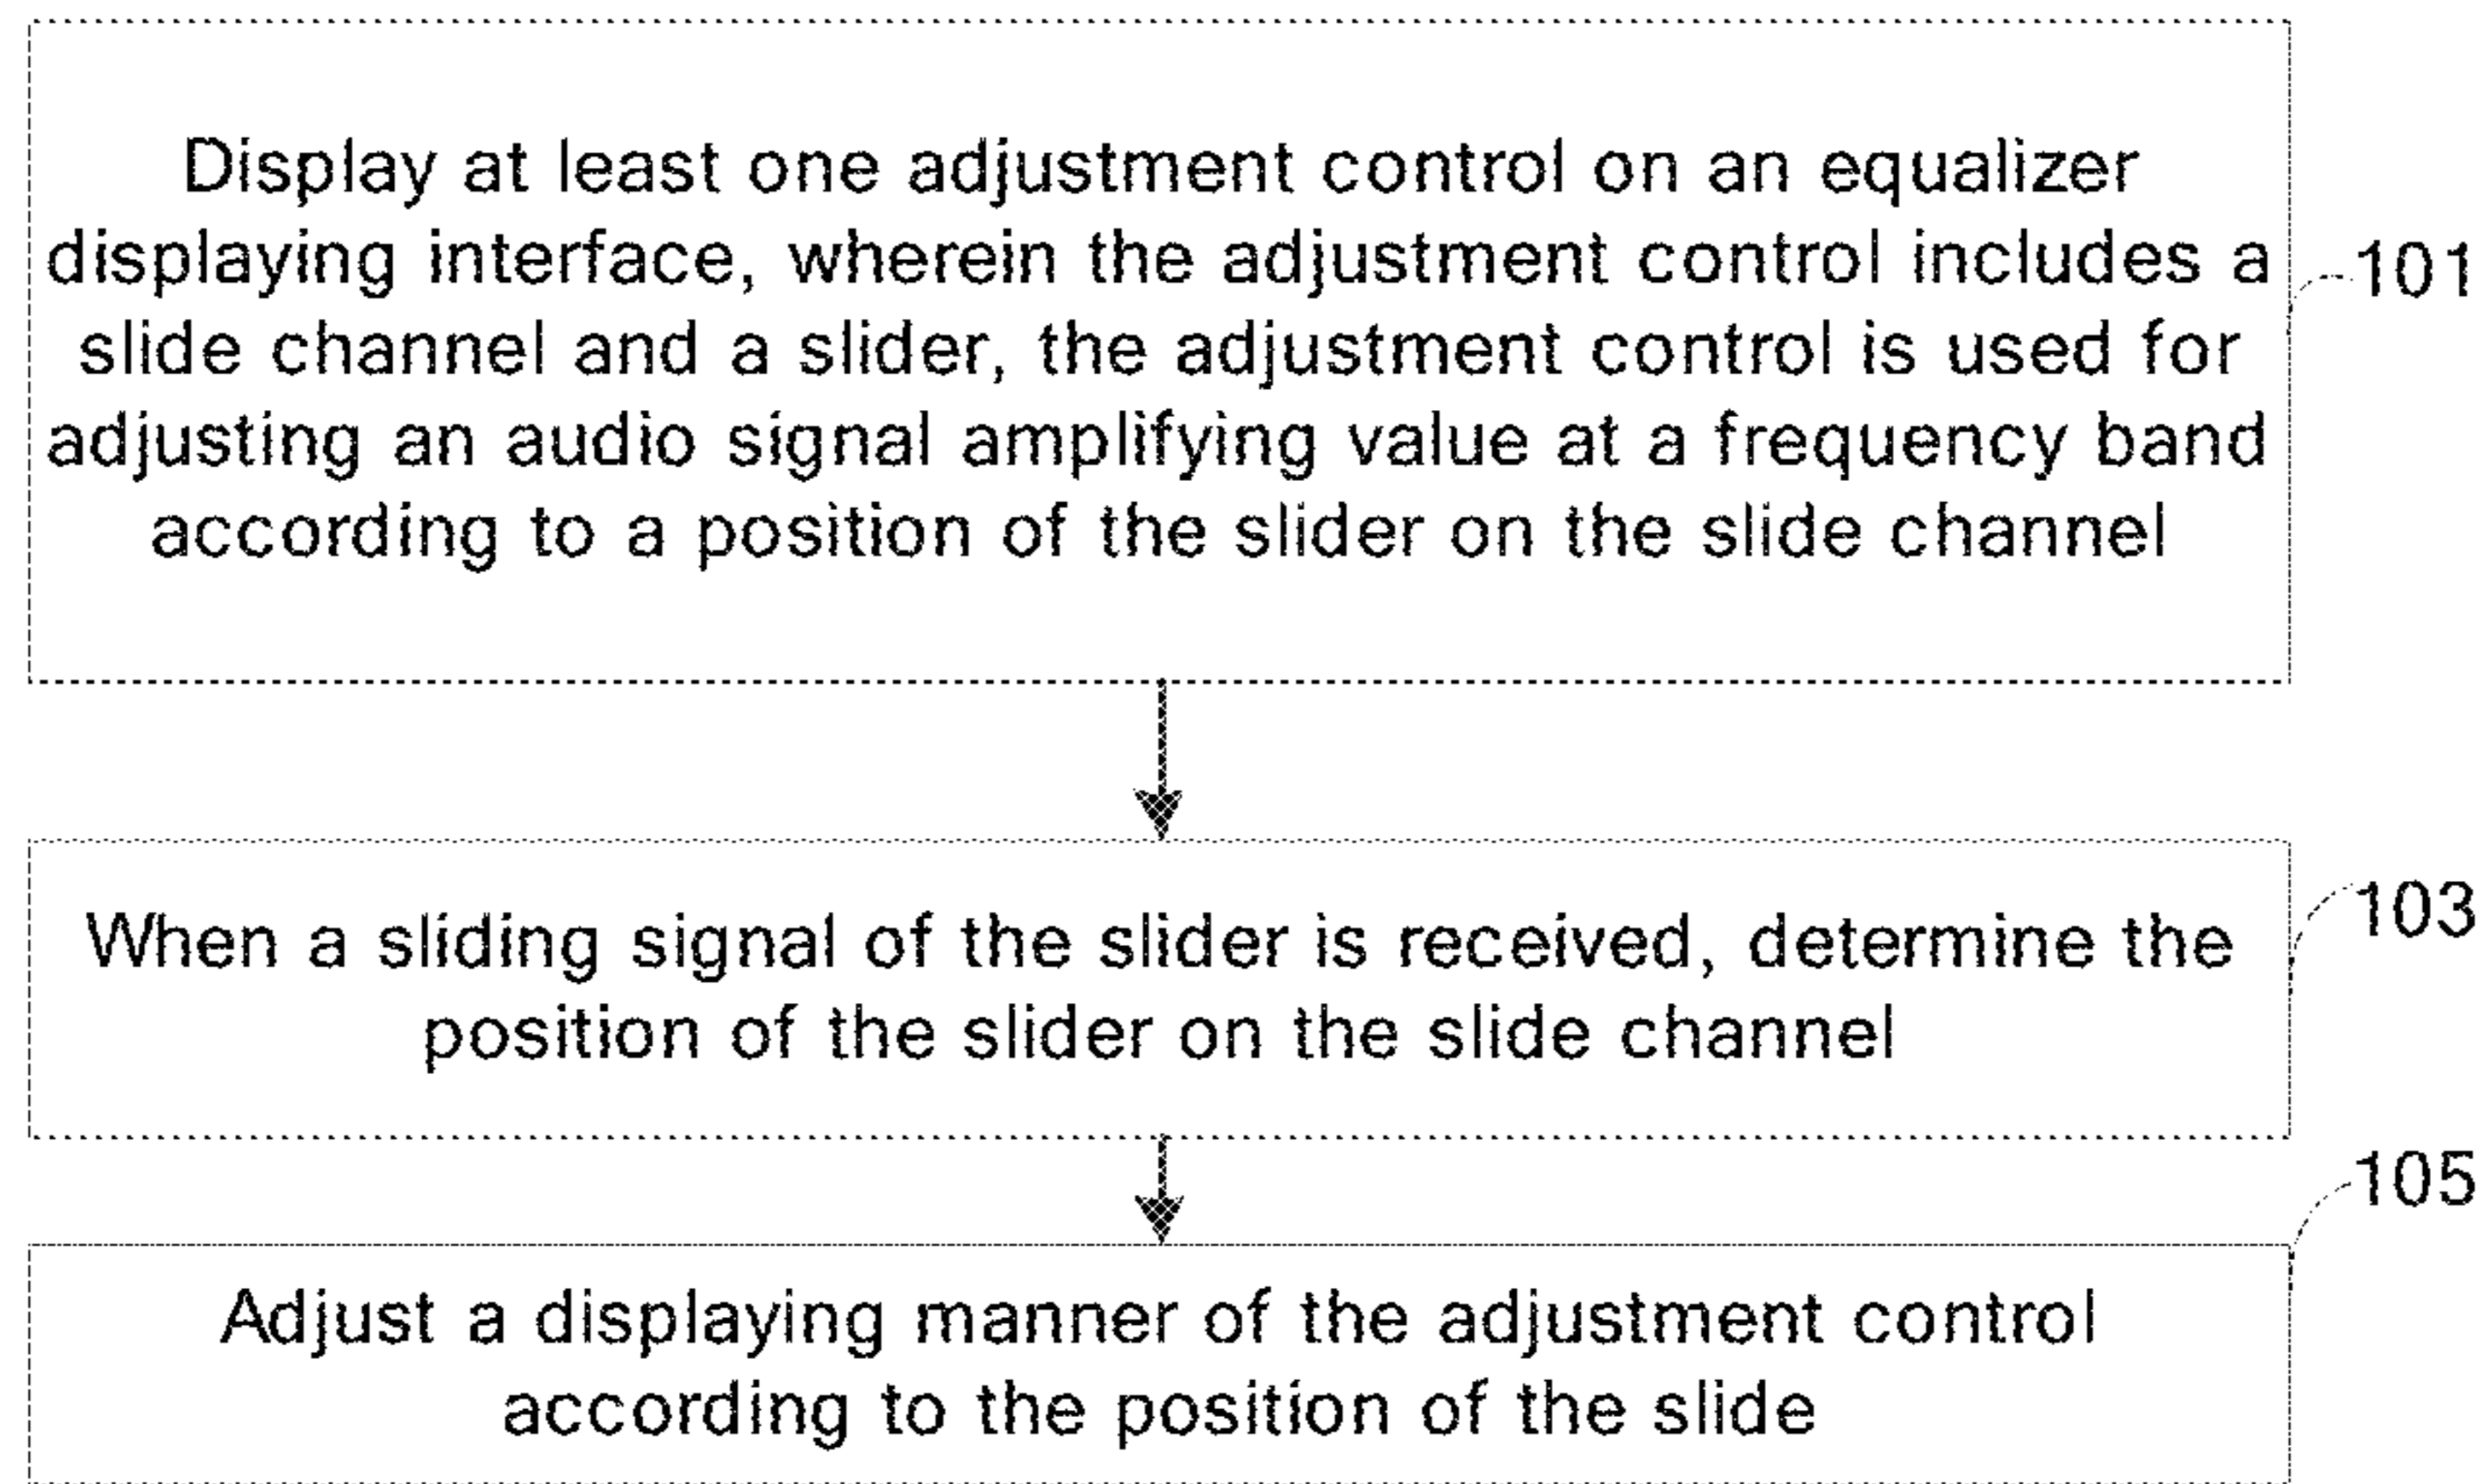 Display at least one adjustment control on an equalizer
displaying interface, wherein the adjustment control includes a
slide channel and a slider, the adjustment control is used for
adjusting an audio signal amplifying value at a frequency band
according to a position of the slider on the slide channel
101
When a sliding signal of the slider is received, determine the
position of the slider on the slide channel
103
Adjust a displaying manner of the adjustment control
according to the position of the slide
105